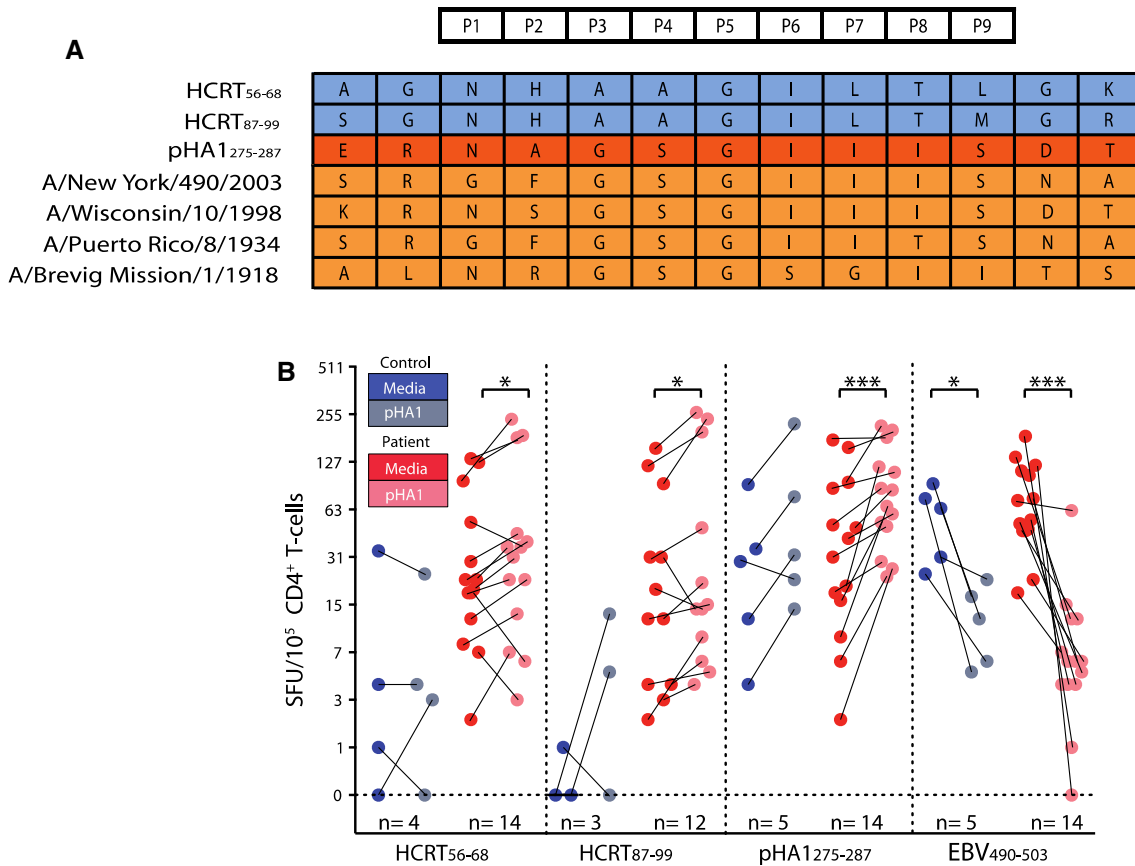 P1 P2 P3 P4 P5 P6 P7 P8 P9
A
HCRT56-68 A G N H A A G I L T L G K
HCRT87-99 S G N H A A G I L T M G R
pHA1275-287 E R N A G S G I I I S D T
A/New York/490/2003 S R G F G S G I I I S N A
A/Wisconsin/10/1998 K R N S G S G I I I S D T
A/Puerto Rico/8/1934 S R G F G S G I I T S N A
A/Brevig Mission/1/1918 A L N R G S G S G I I T S
B
Control
Media
pHA1
Patient
Media
pHA1
* * *** * ***
SFU/10⁵ CD4⁺ T-cells
511
255
127
63
31
15
7
3
1
0
n= 4 n= 14 n= 3 n= 12 n= 5 n= 14 n= 5 n= 14
HCRT56-68 HCRT87-99 pHA1275-287 EBV490-503